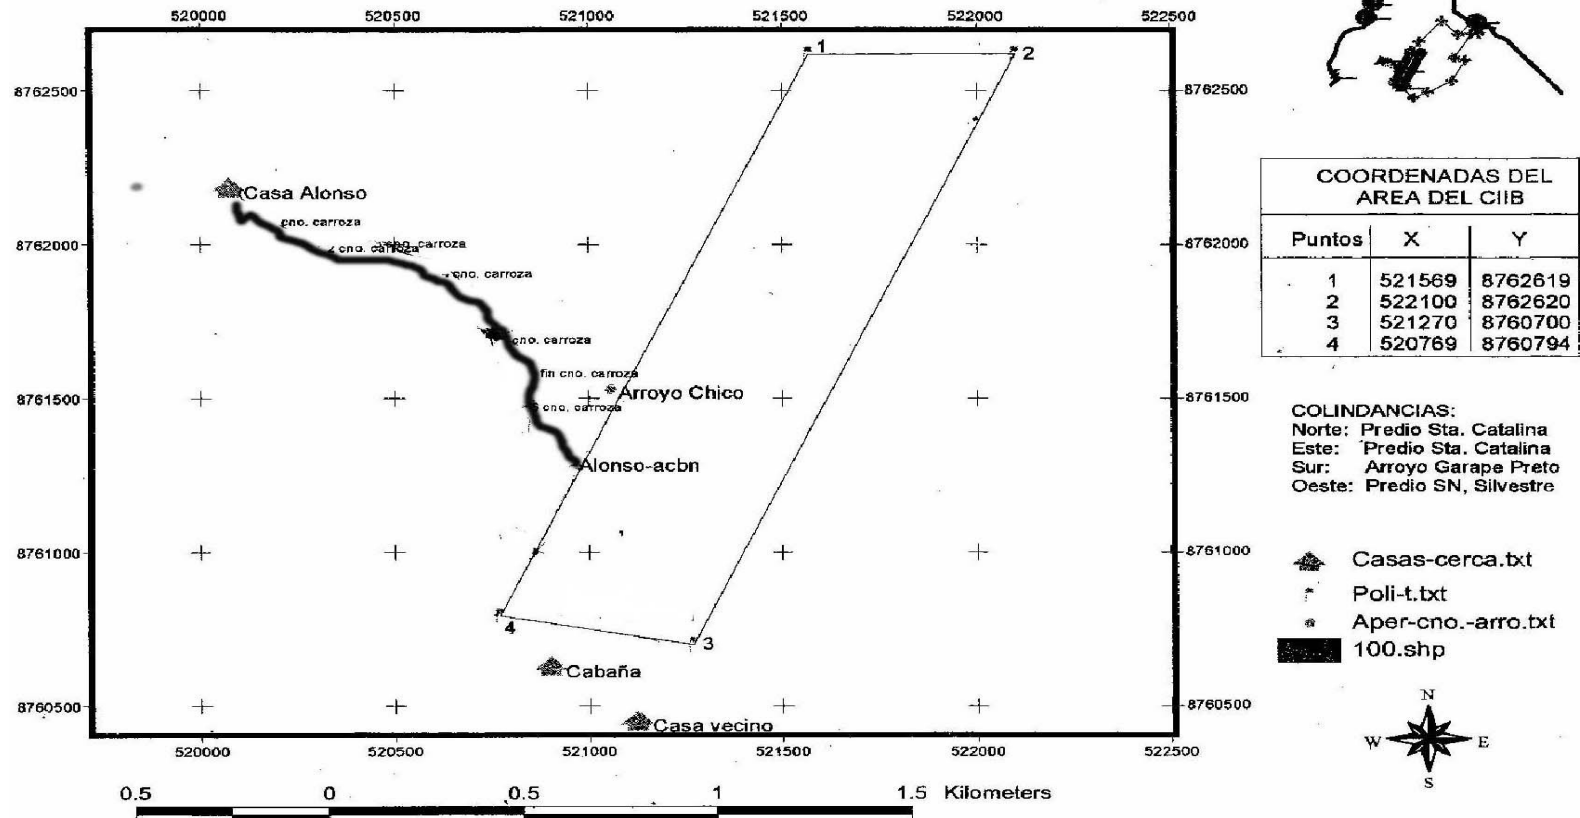 520000 520500 521000 521500 522000 522500
1 2
8762500 8762500
Casa Alonso
cno. carroza
8762000 8762000
cno. carroza cno. carroza
cno. carroza
cno. carroza
fin cno. carroza
Arroyo Chico
8761500 8761500
cno. carroza
Alonso-acbn
8761000 8761000
4 3
Cabaña
8760500 8760500
Casa vecino
520000 520500 521000 521500 522000 522500
0.5 0 0.5 1 1.5 Kilometers
COORDENADAS DEL
AREA DEL CIIB
Puntos X Y
1 521569 8762619
2 522100 8762620
3 521270 8760700
4 520769 8760794
COLINDANCIAS:
Norte: Predio Sta. Catalina
Este: Predio Sta. Catalina
Sur: Arroyo Garape Preto
Oeste: Predio SN, Silvestre
Casas-cerca.txt
Poli-t.txt
Aper-cno.-arro.txt
100.shp
N
W E
S